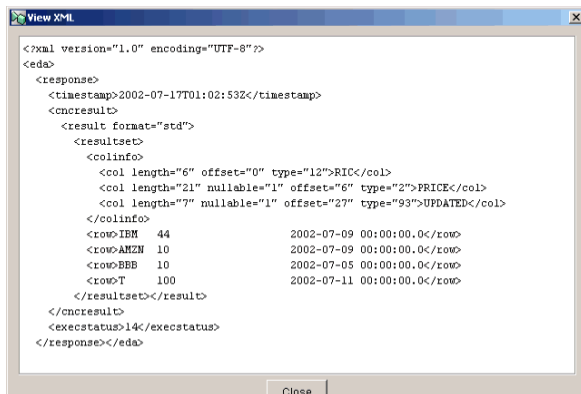 View XML
<?xml version="1.0" encoding="UTF-8"?>
<eda>
<response>
<timestamp>2002-07-17T01:02:53Z</timestamp>
<cncresult>
<result format="std">
<resultset>
<colinfo>
<col length="6" offset="0" type="12">RIC</col>
<col length="21" nullable="1" offset="6" type="2">PRICE</col>
<col length="7" nullable="1" offset="27" type="93">UPDATED</col>
</colinfo>
<row>IBM 44 2002-07-09 00:00:00.0</row>
<row>AMZN 10 2002-07-09 00:00:00.0</row>
<row>BBB 10 2002-07-05 00:00:00.0</row>
<row>T 100 2002-07-11 00:00:00.0</row>
</resultset></result>
</cncresult>
<execstatus>14</execstatus>
</response></eda>
Close